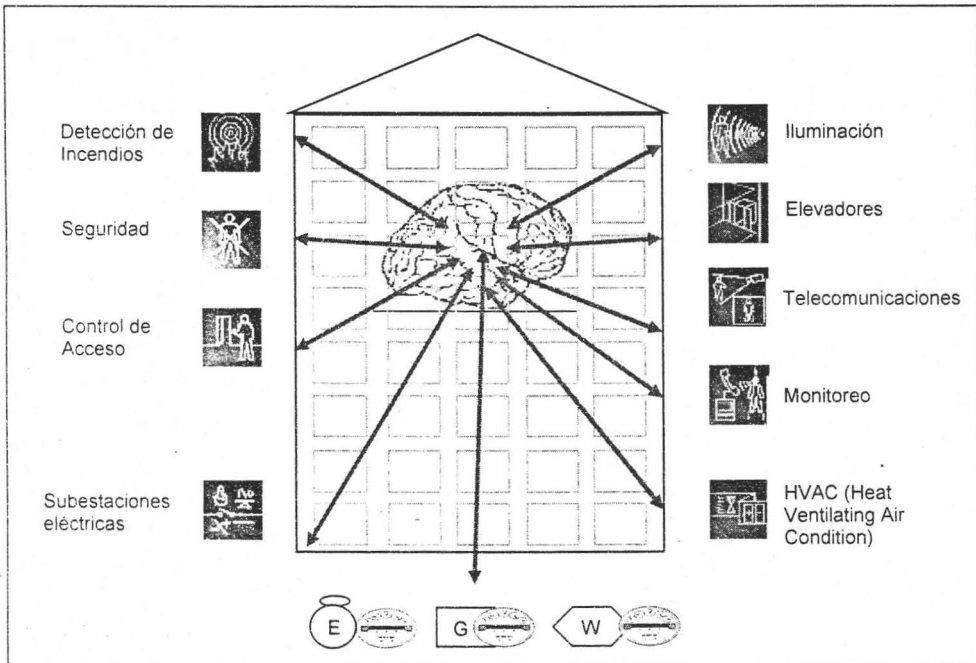 Detección de
Incendios
Seguridad
Control de
Acceso
Subestaciones
eléctricas
Iluminación
Elevadores
Telecomunicaciones
Monitoreo
HVAC (Heat
Ventilating Air
Condition)
E
G
W